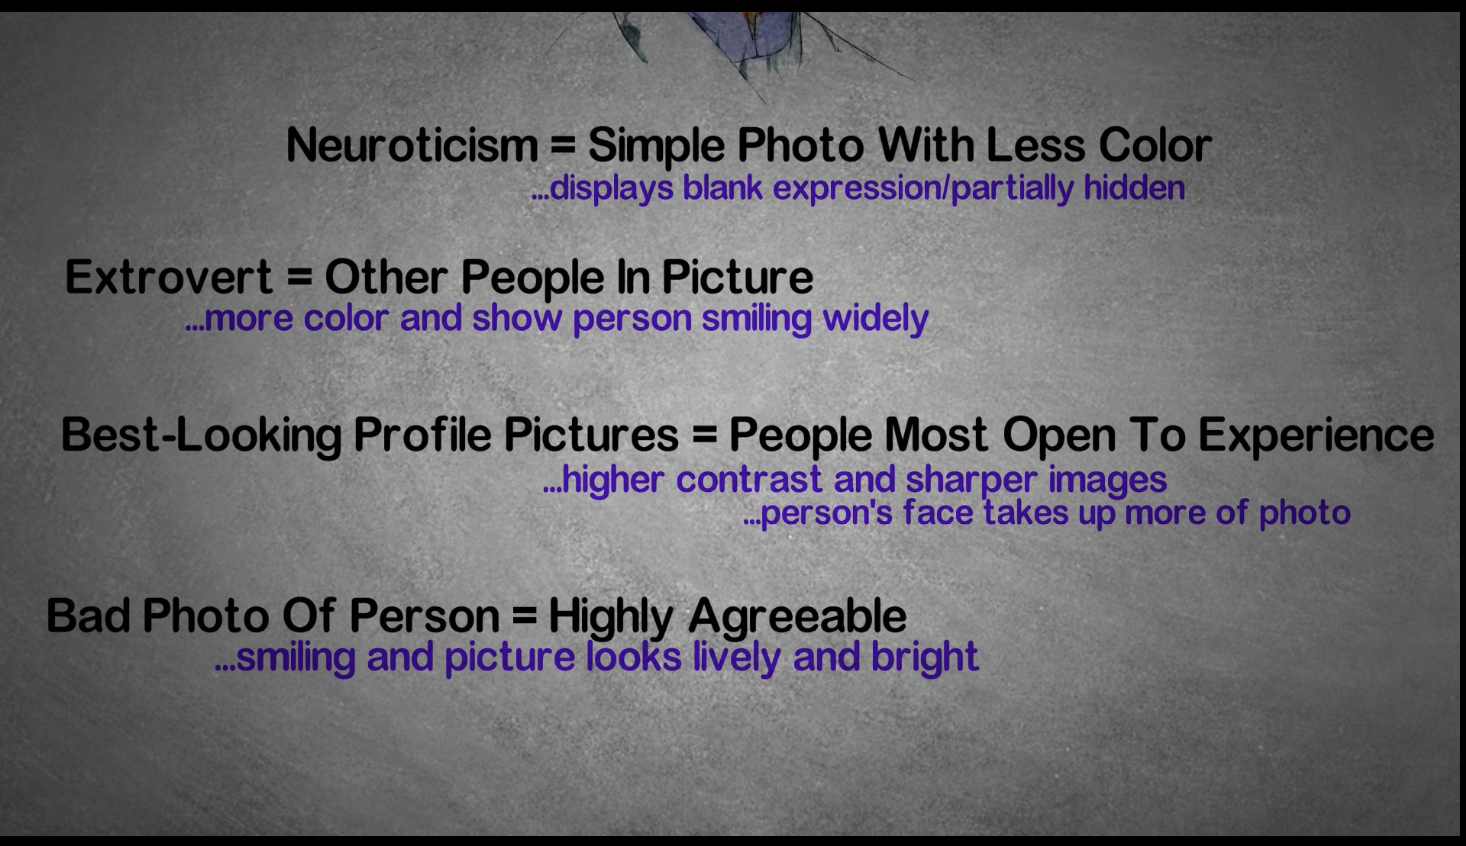 Neuroticism = Simple Photo With Less Color
...displays blank expression/partially hidden
Extrovert = Other People In Picture
...more color and show person smiling widely
Best-Looking Profile Pictures = People Most Open To Experience
...higher contrast and sharper images
...person's face takes up more of photo
Bad Photo Of Person = Highly Agreeable
...smiling and picture looks lively and bright